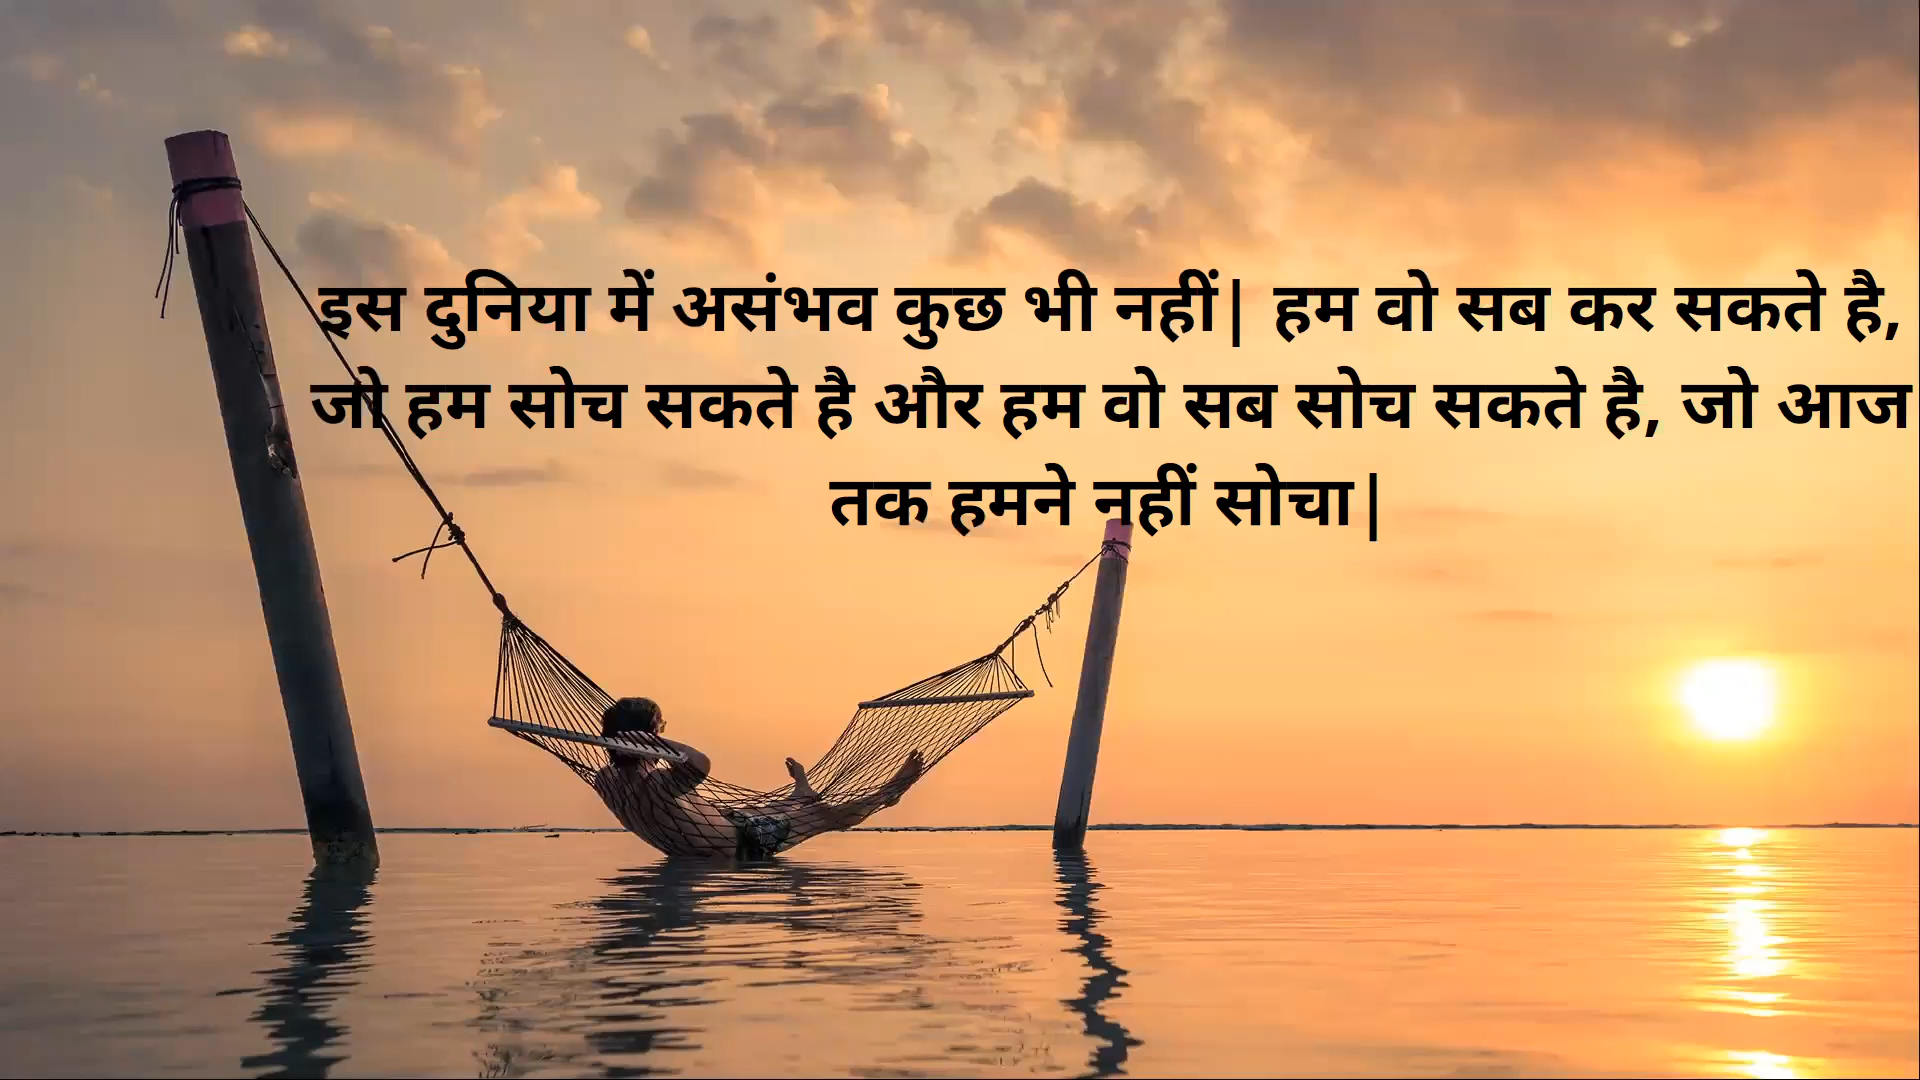 इस दुनिया में असंभव कुछ भी नहीं| हम वो सब कर सकते है,
जो हम सोच सकते है और हम वो सब सोच सकते है, जो आज
तक हमने नहीं सोचा|